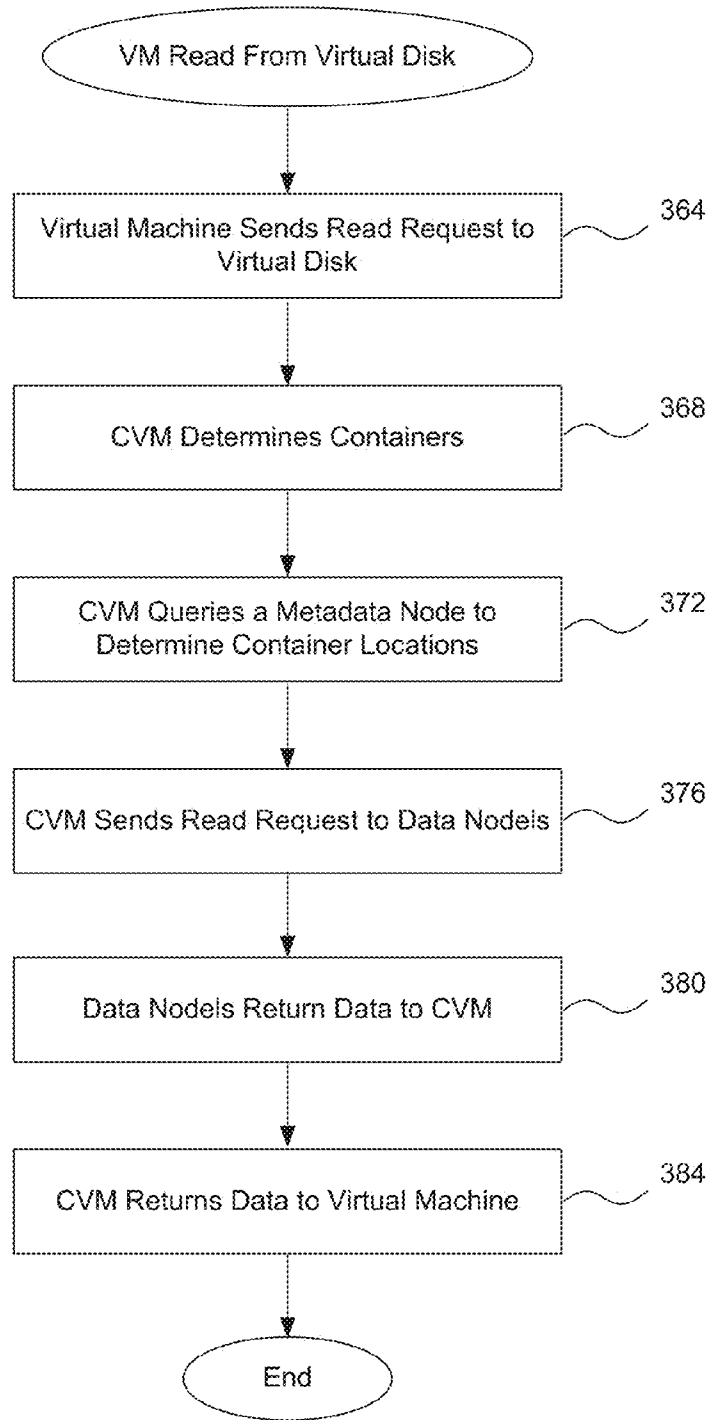 VM Read From Virtual Disk
Virtual Machine Sends Read Request to
Virtual Disk
364
CVM Determines Containers
368
CVM Queries a Metadata Node to
Determine Container Locations
372
CVM Sends Read Request to Data Node/s
376
Data Node/s Return Data to CVM
380
CVM Returns Data to Virtual Machine
384
End